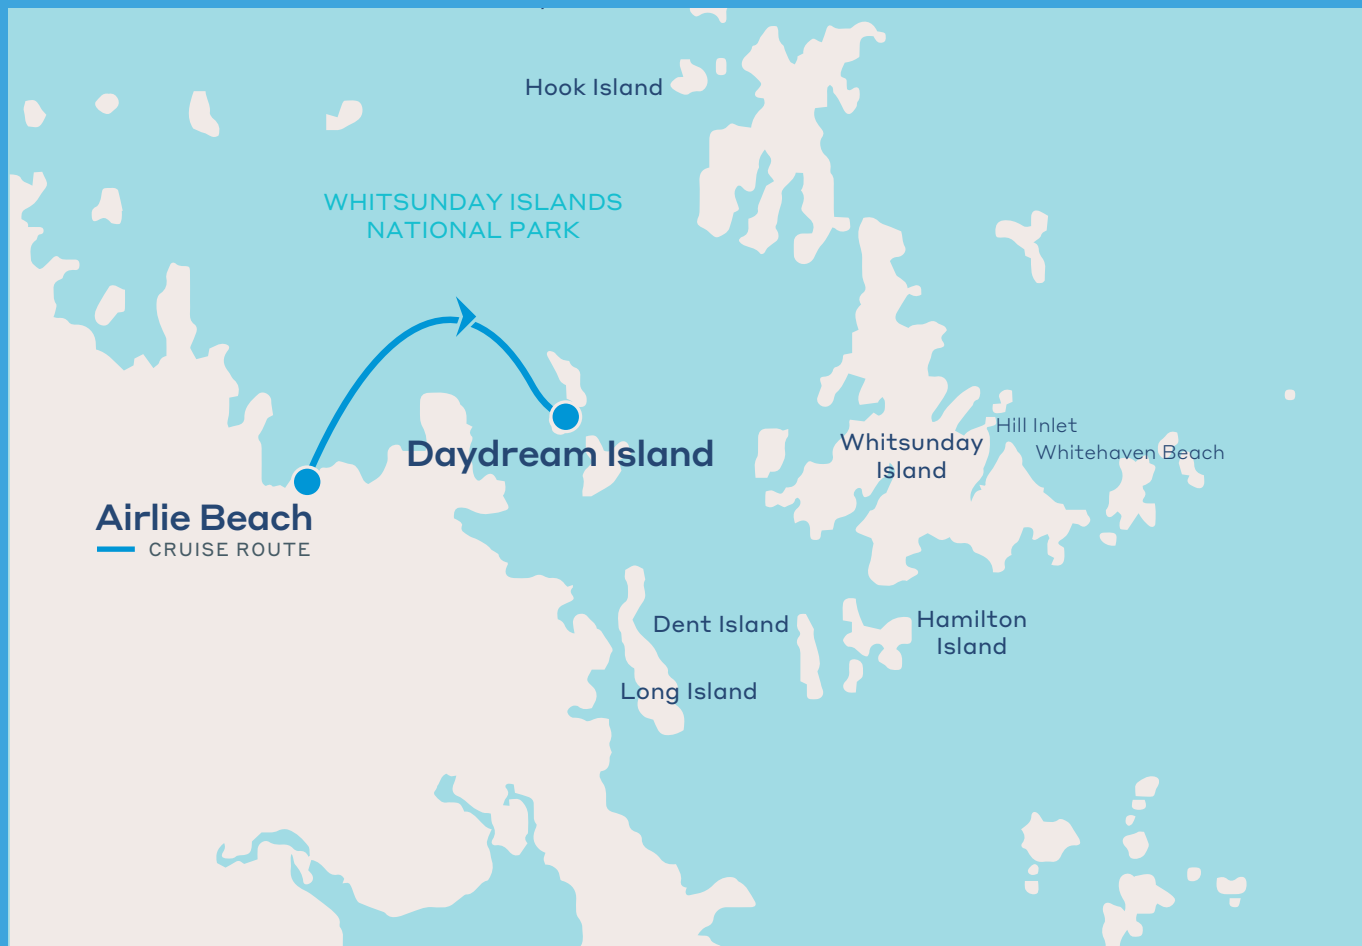 Hook Island
WHITSUNDAY ISLANDS
NATIONAL PARK
Hill Inlet
Whitsunday
Island
Whitehaven Beach
Daydream Island
Airlie Beach
CRUISE ROUTE
Dent Island
Hamilton
Island
Long Island